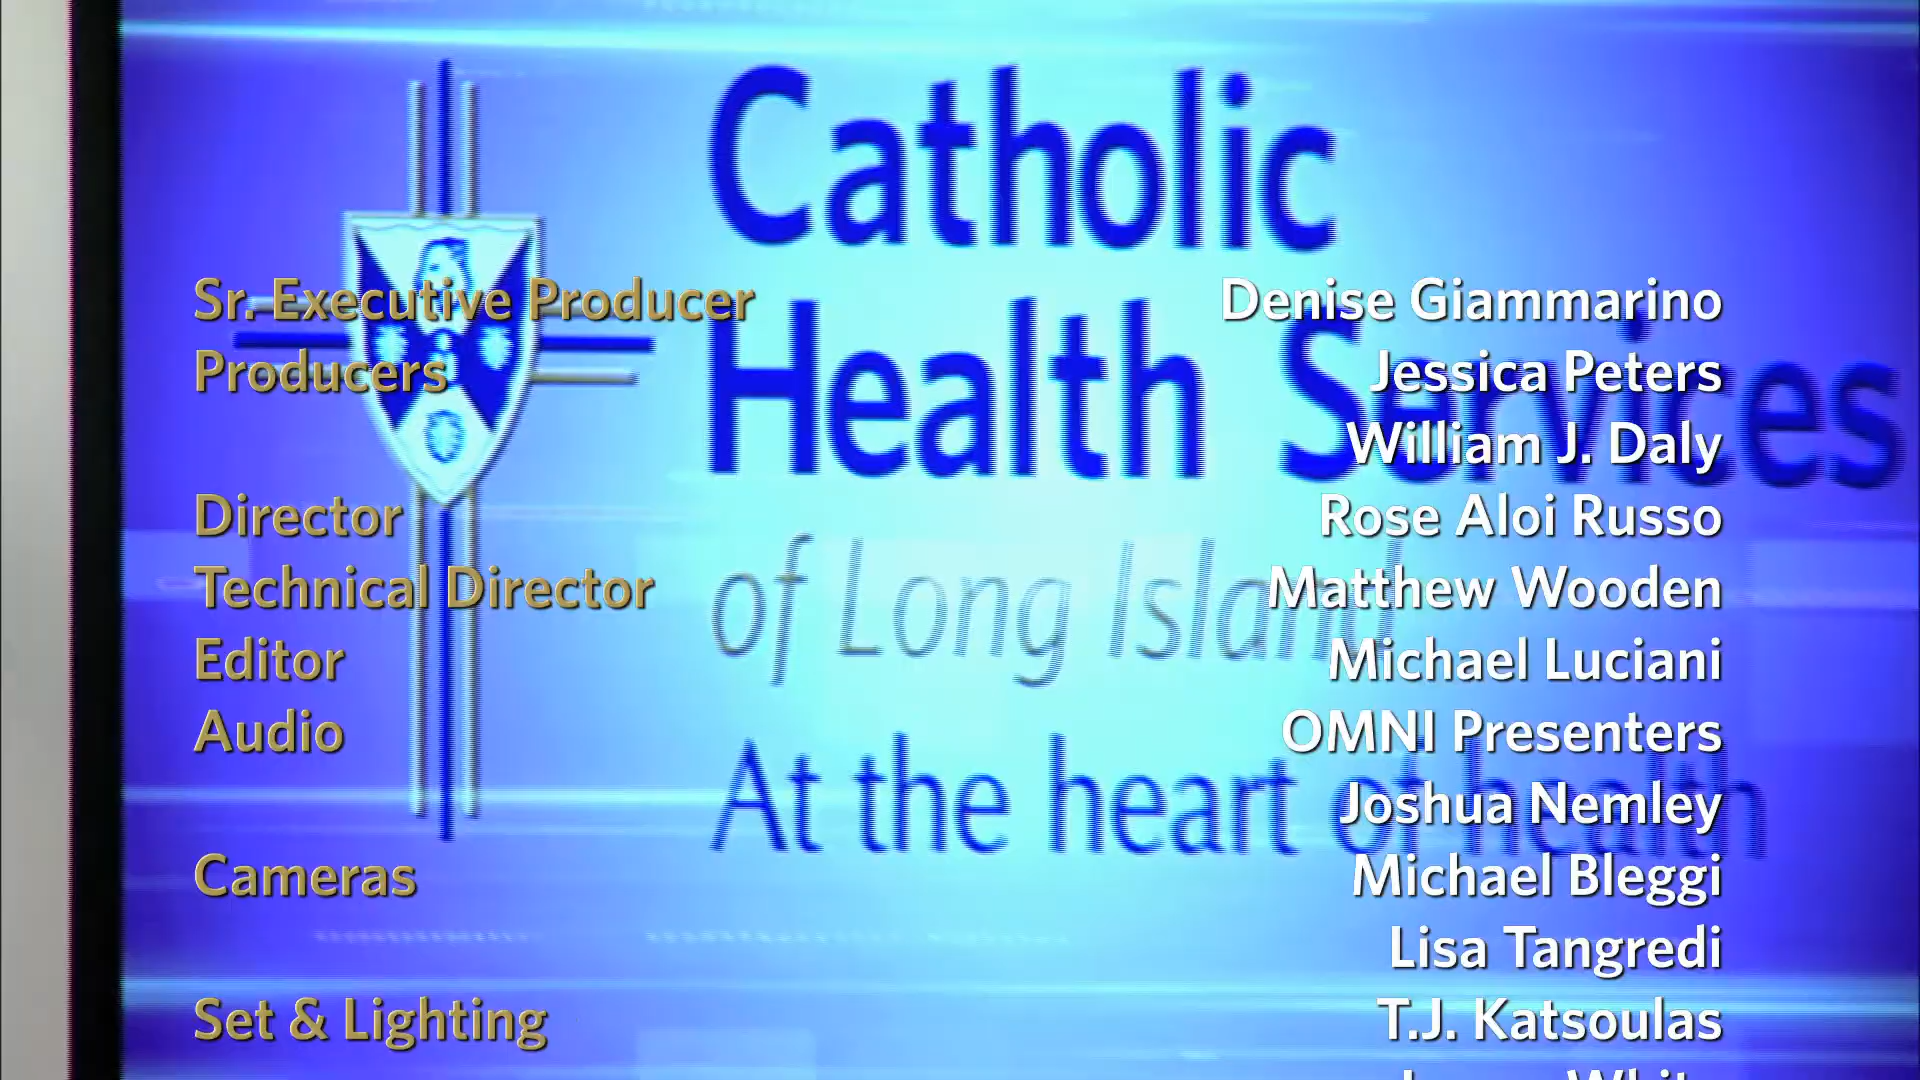 Catholic
Health Services
of Long Island
At the heart of health
Sr. Executive Producer Denise Giammarino
Producers Jessica Peters
William J. Daly
Director Rose Aloi Russo
Technical Director Matthew Wooden
Editor Michael Luciani
Audio OMNI Presenters
Joshua Nemley
Cameras Michael Bleggi
Lisa Tangredi
Set & Lighting T.J. Katsoulas